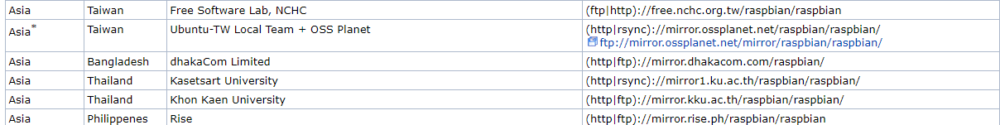 Asia Taiwan Free Software Lab, NCHC (ftp|http)://free.nchc.org.tw/raspbian/raspbian
Asia* Taiwan Ubuntu-TW Local Team + OSS Planet (http|rsync)://mirror.ossplanet.net/raspbian/raspbian/
ftp://mirror.ossplanet.net/mirror/raspbian/raspbian/
Asia Bangladesh dhakaCom Limited (http|ftp)://mirror.dhakacom.com/raspbian/
Asia Thailand Kasetsart University (http|rsync)://mirror1.ku.ac.th/raspbian/raspbian/
Asia Thailand Khon Kaen University (http|ftp)://mirror.kku.ac.th/raspbian/raspbian/
Asia Philippenes Rise (http|ftp)://mirror.rise.ph/raspbian/raspbian